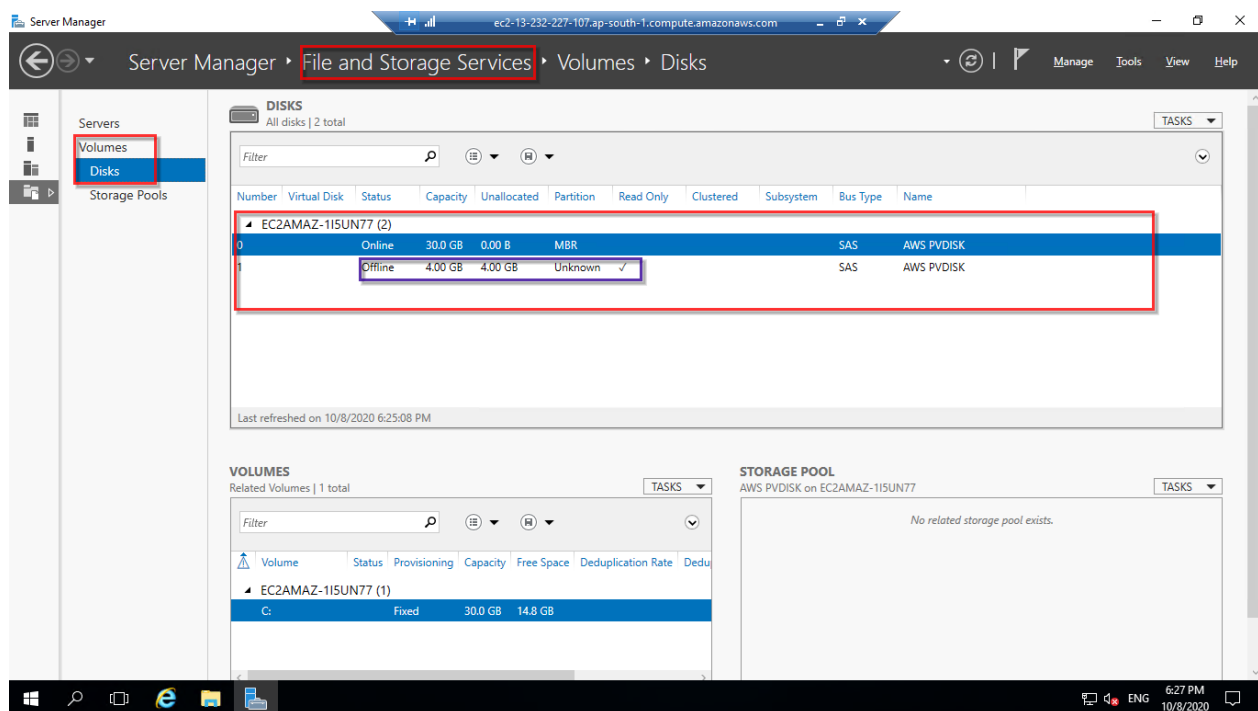 Server Manager
ec2-13-232-227-107.ap-south-1.compute.amazonaws.com
Server Manager ‣ File and Storage Services ‣ Volumes ‣ Disks
Manage Tools View Help
Servers
Volumes
Disks
Storage Pools
DISKS
All disks | 2 total
TASKS
Filter
Number Virtual Disk Status Capacity Unallocated Partition Read Only Clustered Subsystem Bus Type Name
EC2AMAZ-1I5UN77 (2)
0 Online 30.0 GB 0.00 B MBR SAS AWS PVDISK
1 Offline 4.00 GB 4.00 GB Unknown ✓ SAS AWS PVDISK
Last refreshed on 10/8/2020 6:25:08 PM
VOLUMES
Related Volumes | 1 total
TASKS
Filter
Volume Status Provisioning Capacity Free Space Deduplication Rate Dedu
EC2AMAZ-1I5UN77 (1)
C: Fixed 30.0 GB 14.8 GB
STORAGE POOL
AWS PVDISK on EC2AMAZ-1I5UN77
TASKS
No related storage pool exists.
ENG
6:27 PM
10/8/2020